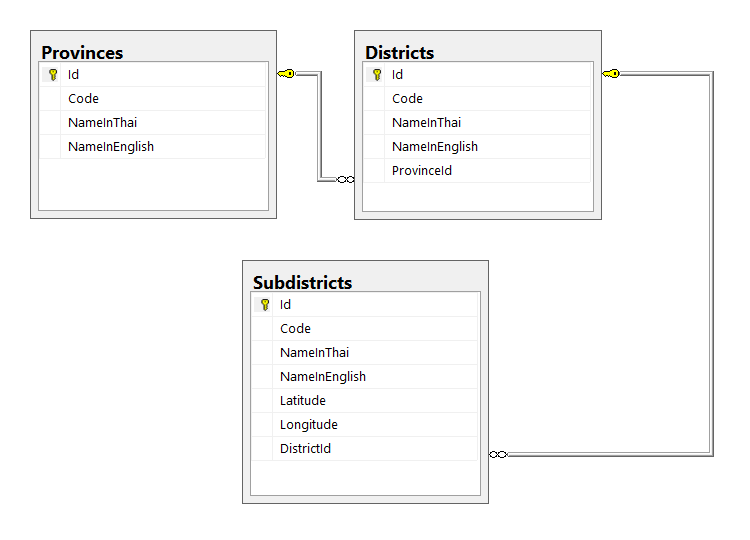 Provinces
Id
Code
NameInThai
NameInEnglish
Districts
Id
Code
NameInThai
NameInEnglish
ProvinceId
Subdistricts
Id
Code
NameInThai
NameInEnglish
Latitude
Longitude
DistrictId